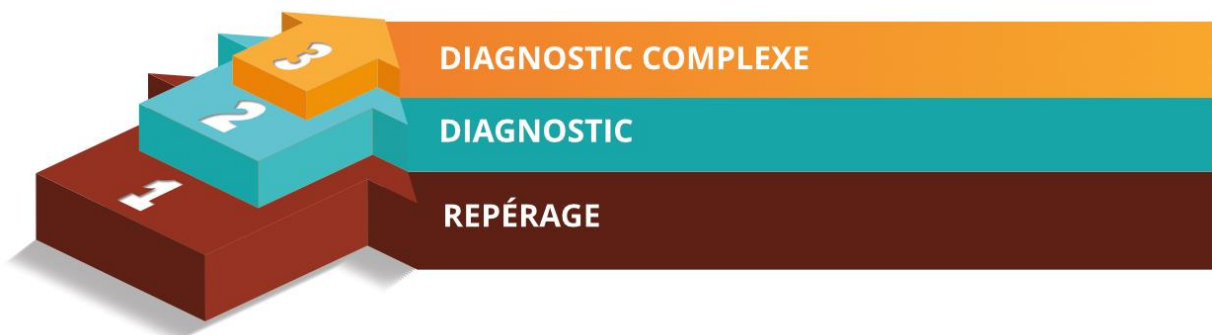 3 DIAGNOSTIC COMPLEXE
2 DIAGNOSTIC
1 REPÉRAGE